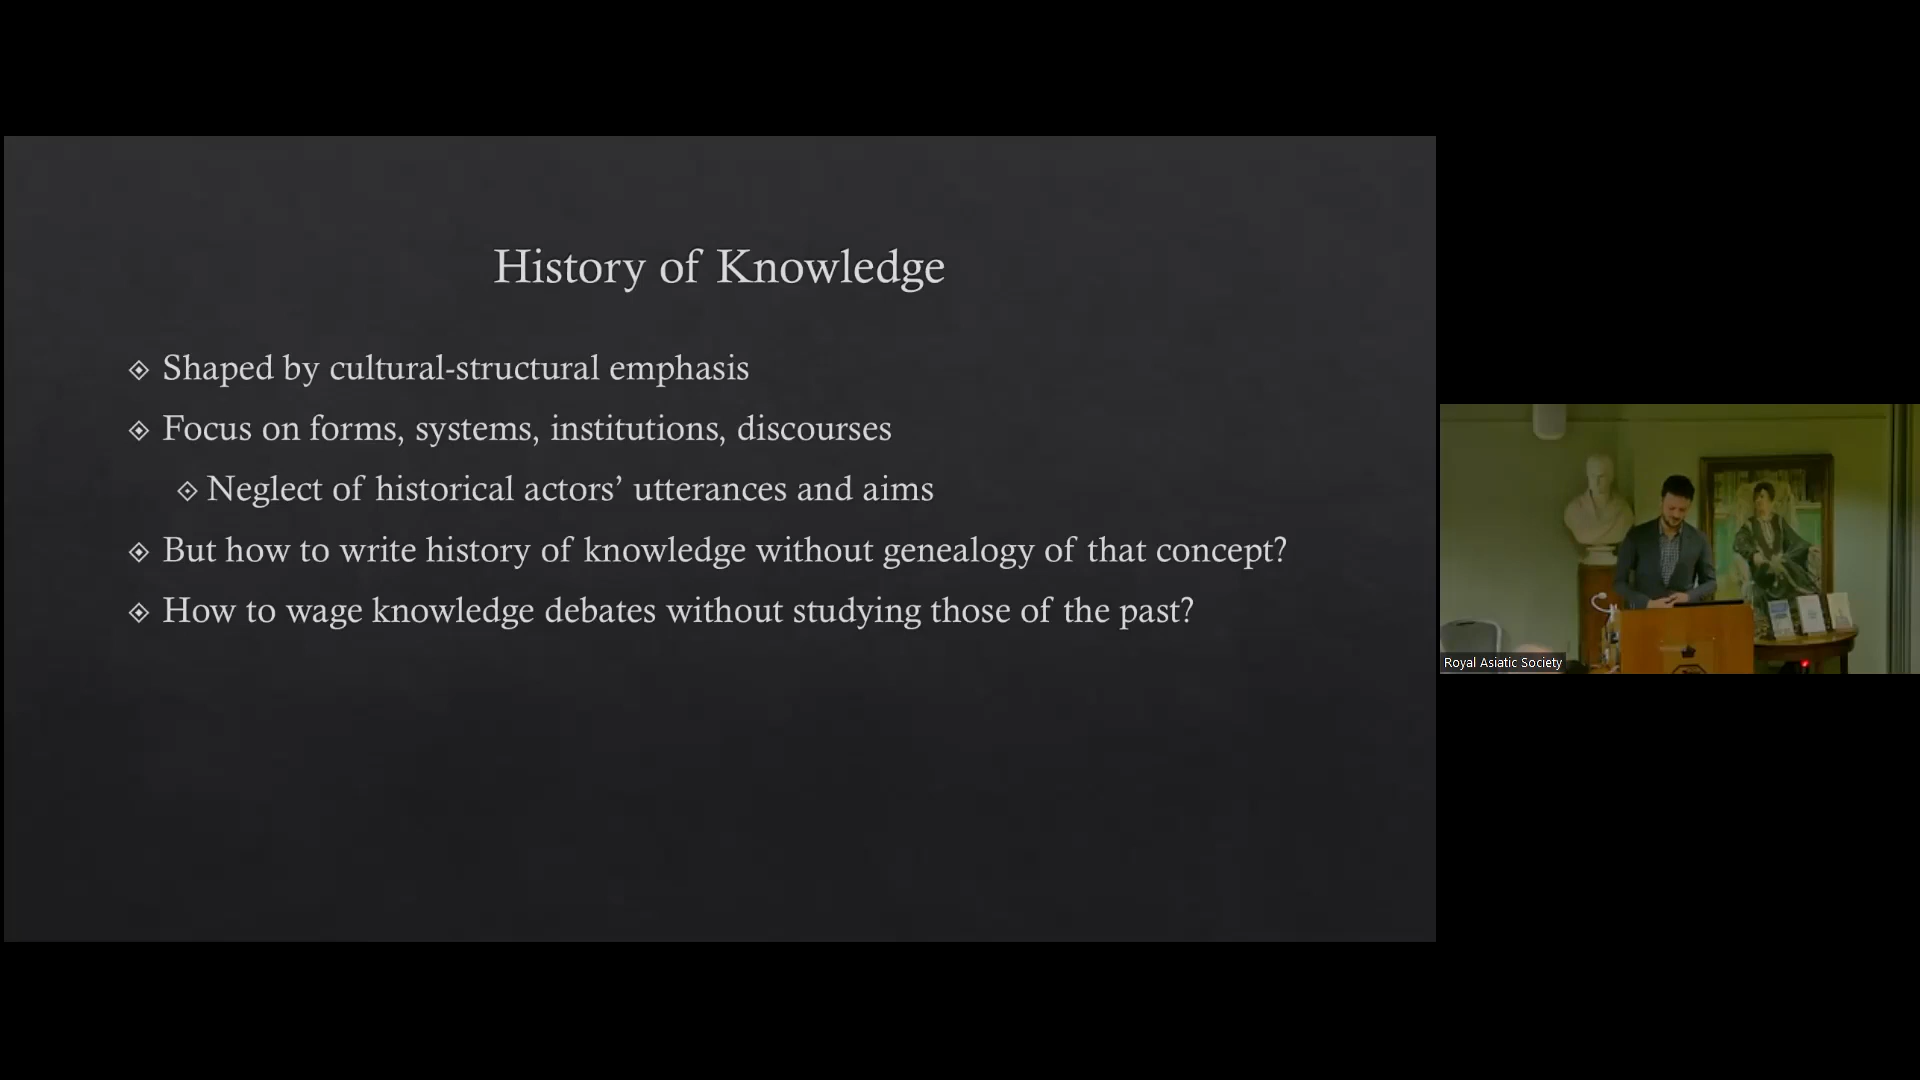 History of Knowledge
Shaped by cultural-structural emphasis
Focus on forms, systems, institutions, discourses
Neglect of historical actors’ utterances and aims
But how to write history of knowledge without genealogy of that concept?
How to wage knowledge debates without studying those of the past?
Royal Asiatic Society